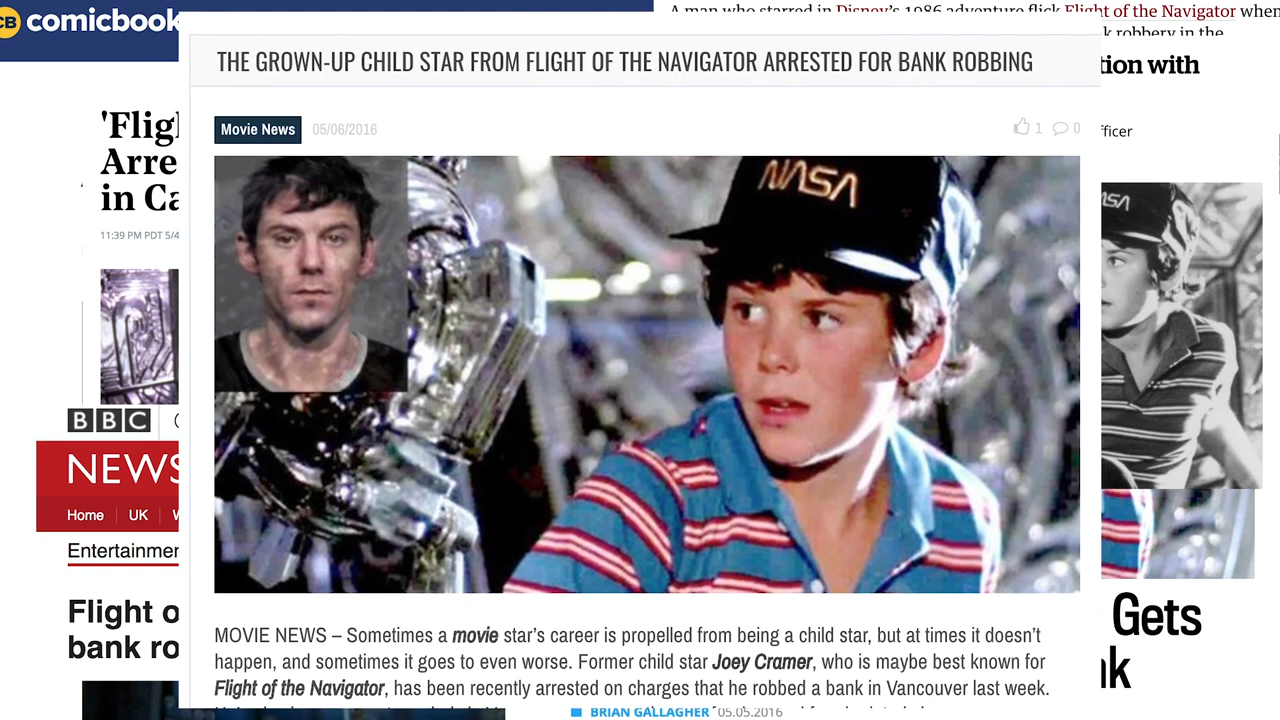 CB comicbook
A man who starred in Disney's 1986 adventure flick Flight of the Navigator when
k robbery in the
THE GROWN-UP CHILD STAR FROM FLIGHT OF THE NAVIGATOR ARRESTED FOR BANK ROBBING
tion with
'Flig
Arre
in Ca
11:39 PM PDT 5/4
Movie News 05/06/2016
1 0
fficer
NASA
ASA
BBC
NEWS
Home UK W
Entertainmen
Flight o
bank ro
Gets
nk
MOVIE NEWS – Sometimes a movie star's career is propelled from being a child star, but at times it doesn't
happen, and sometimes it goes to even worse. Former child star Joey Cramer, who is maybe best known for
Flight of the Navigator, has been recently arrested on charges that he robbed a bank in Vancouver last week.
BRIAN GALLAGHER 05.05.2016